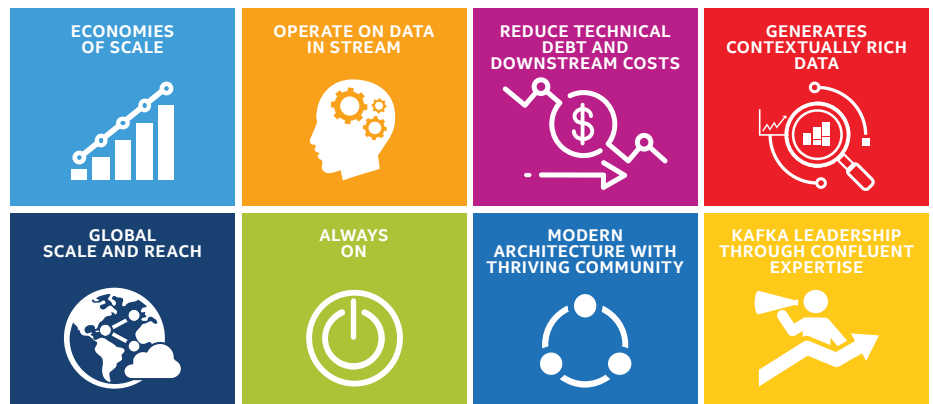 ECONOMIES
OF SCALE
OPERATE ON DATA
IN STREAM
REDUCE TECHNICAL
DEBT AND
DOWNSTREAM COSTS
$
GENERATES
CONTEXTUALLY RICH
DATA
GLOBAL
SCALE AND REACH
ALWAYS
ON
MODERN
ARCHITECTURE WITH
THRIVING COMMUNITY
KAFKA LEADERSHIP
THROUGH CONFLUENT
EXPERTISE